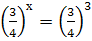 (3/4)^x = (3/4)^3